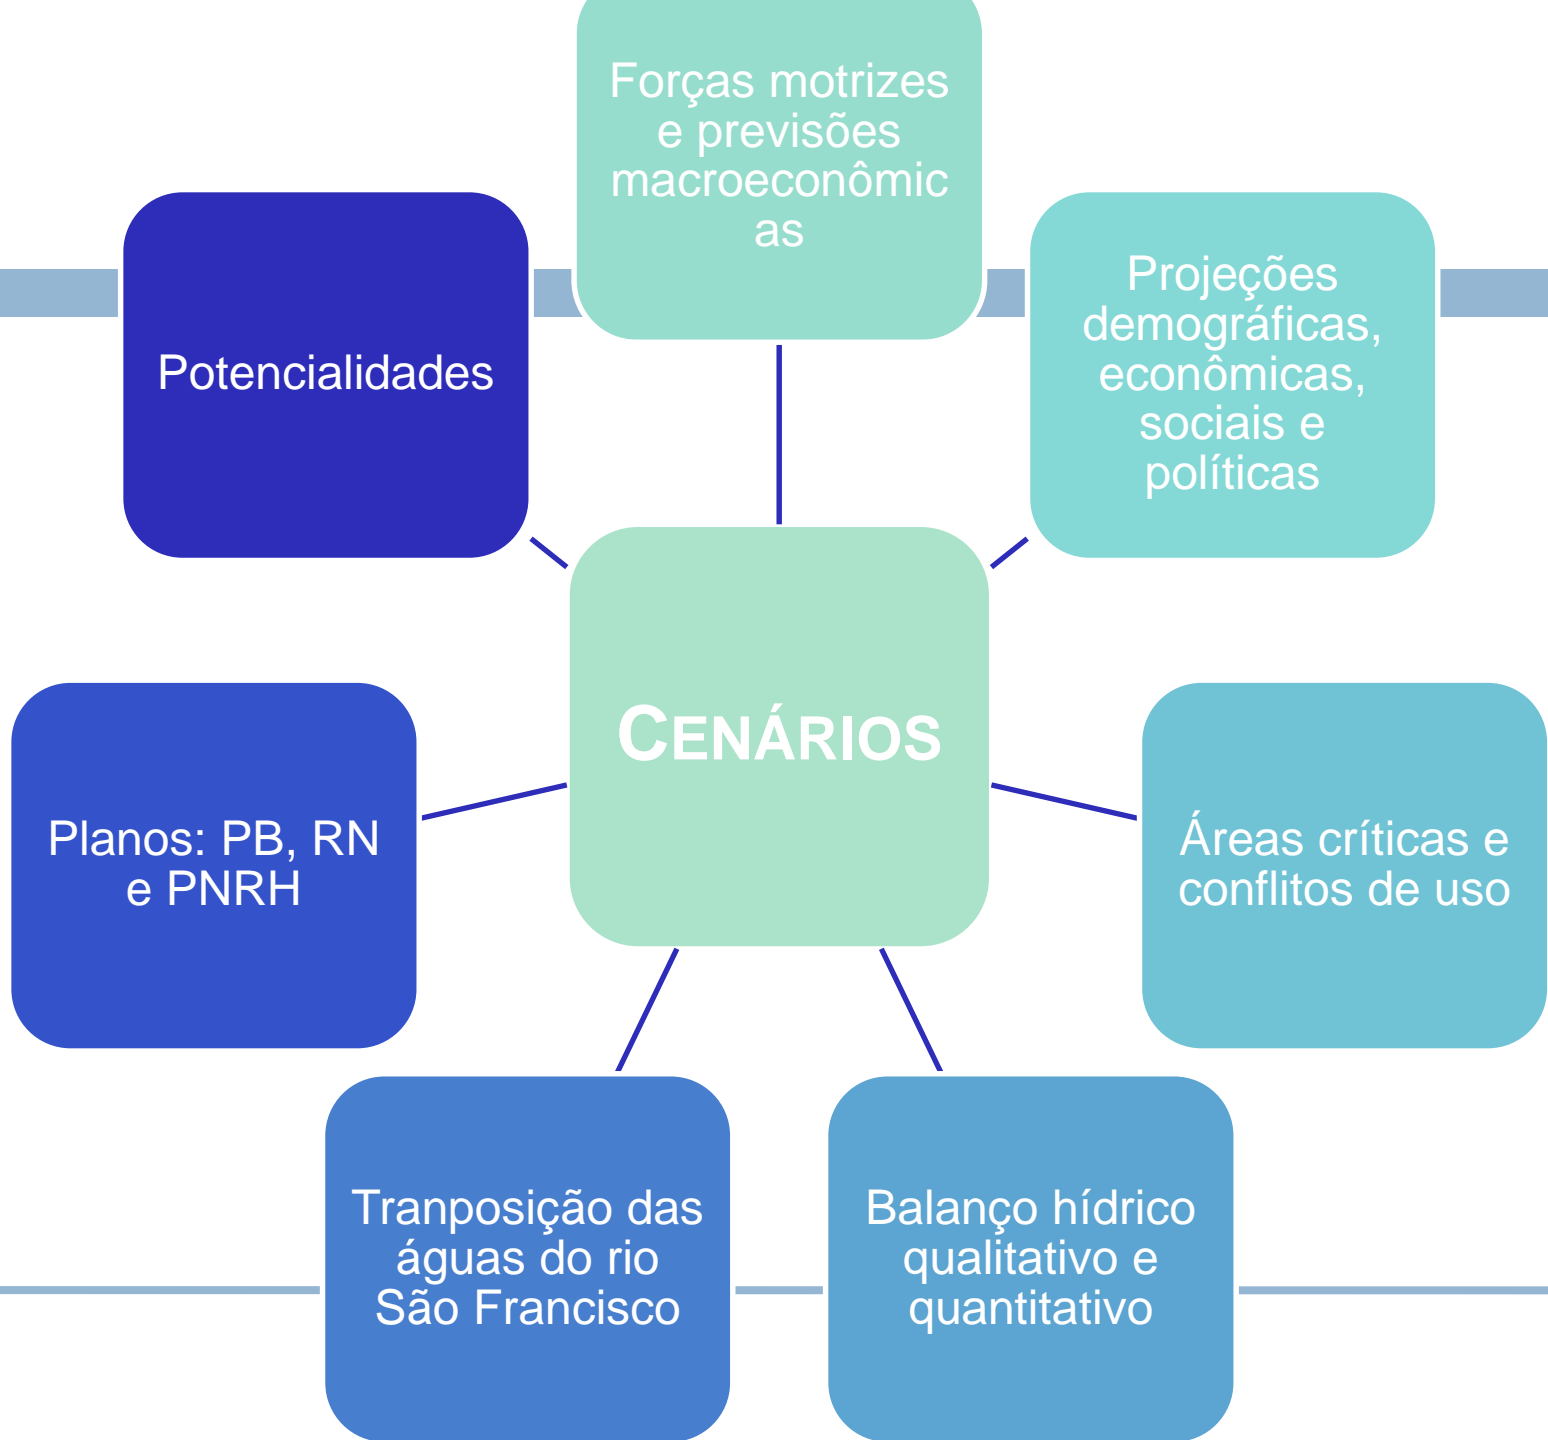 Forças motrizes
e previsões
macroeconômic
as
Potencialidades
Projeções
demográficas,
econômicas,
sociais e
políticas
CENÁRIOS
Planos: PB, RN
e PNRH
Áreas críticas e
conflitos de uso
Tranposição das
águas do rio
São Francisco
Balanço hídrico
qualitativo e
quantitativo